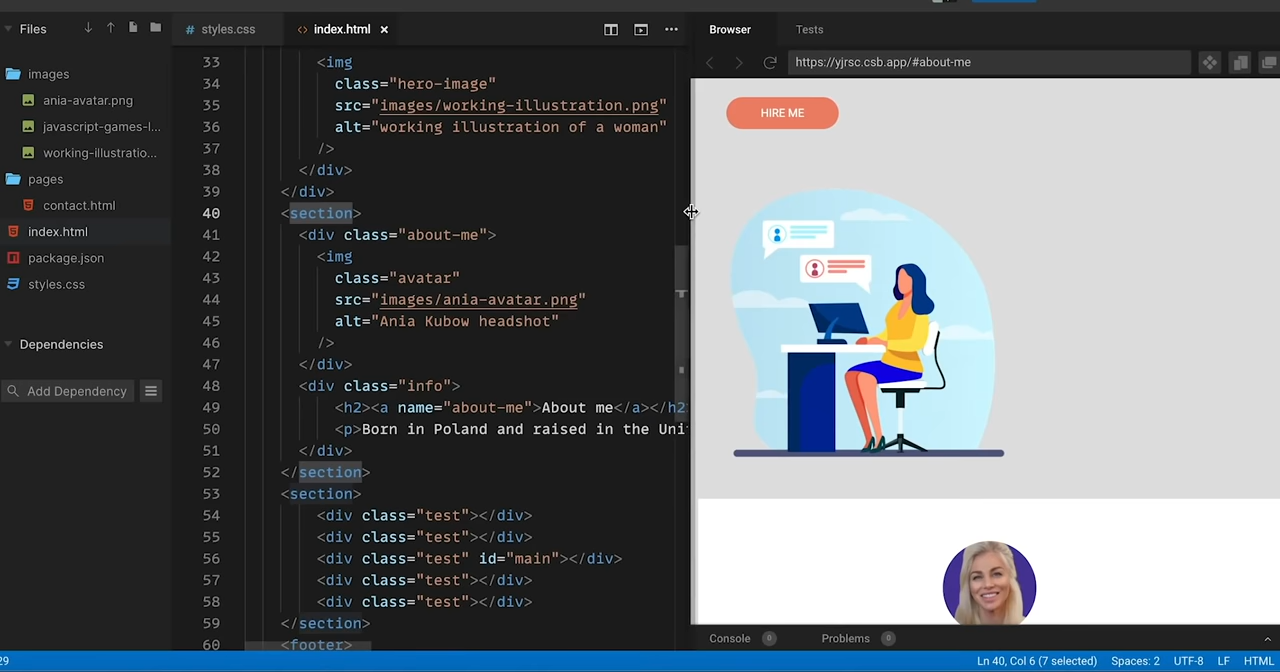 Files
styles.css
index.html
Browser
Tests
https://yjrsc.csb.app/#about-me
images
ania-avatar.png
javascript-games-l...
working-illustratio...
pages
contact.html
index.html
package.json
styles.css
Dependencies
Add Dependency
33 <img
34 class="hero-image"
35 src="images/working-illustration.png"
36 alt="working illustration of a woman"
37 />
38 </div>
39 </div>
40 <section>
41 <div class="about-me">
42 <img
43 class="avatar"
44 src="images/ania-avatar.png"
45 alt="Ania Kubow headshot"
46 />
47 </div>
48 <div class="info">
49 <h2><a name="about-me">About me</a></h2
50 <p>Born in Poland and raised in the Uni
51 </div>
52 </section>
53 <section>
54 <div class="test"></div>
55 <div class="test"></div>
56 <div class="test" id="main"></div>
57 <div class="test"></div>
58 <div class="test"></div>
59 </section>
60 <footer>
HIRE ME
Console 0
Problems 0
29
Ln 40, Col 6 (7 selected) Spaces: 2 UTF-8 LF HTML